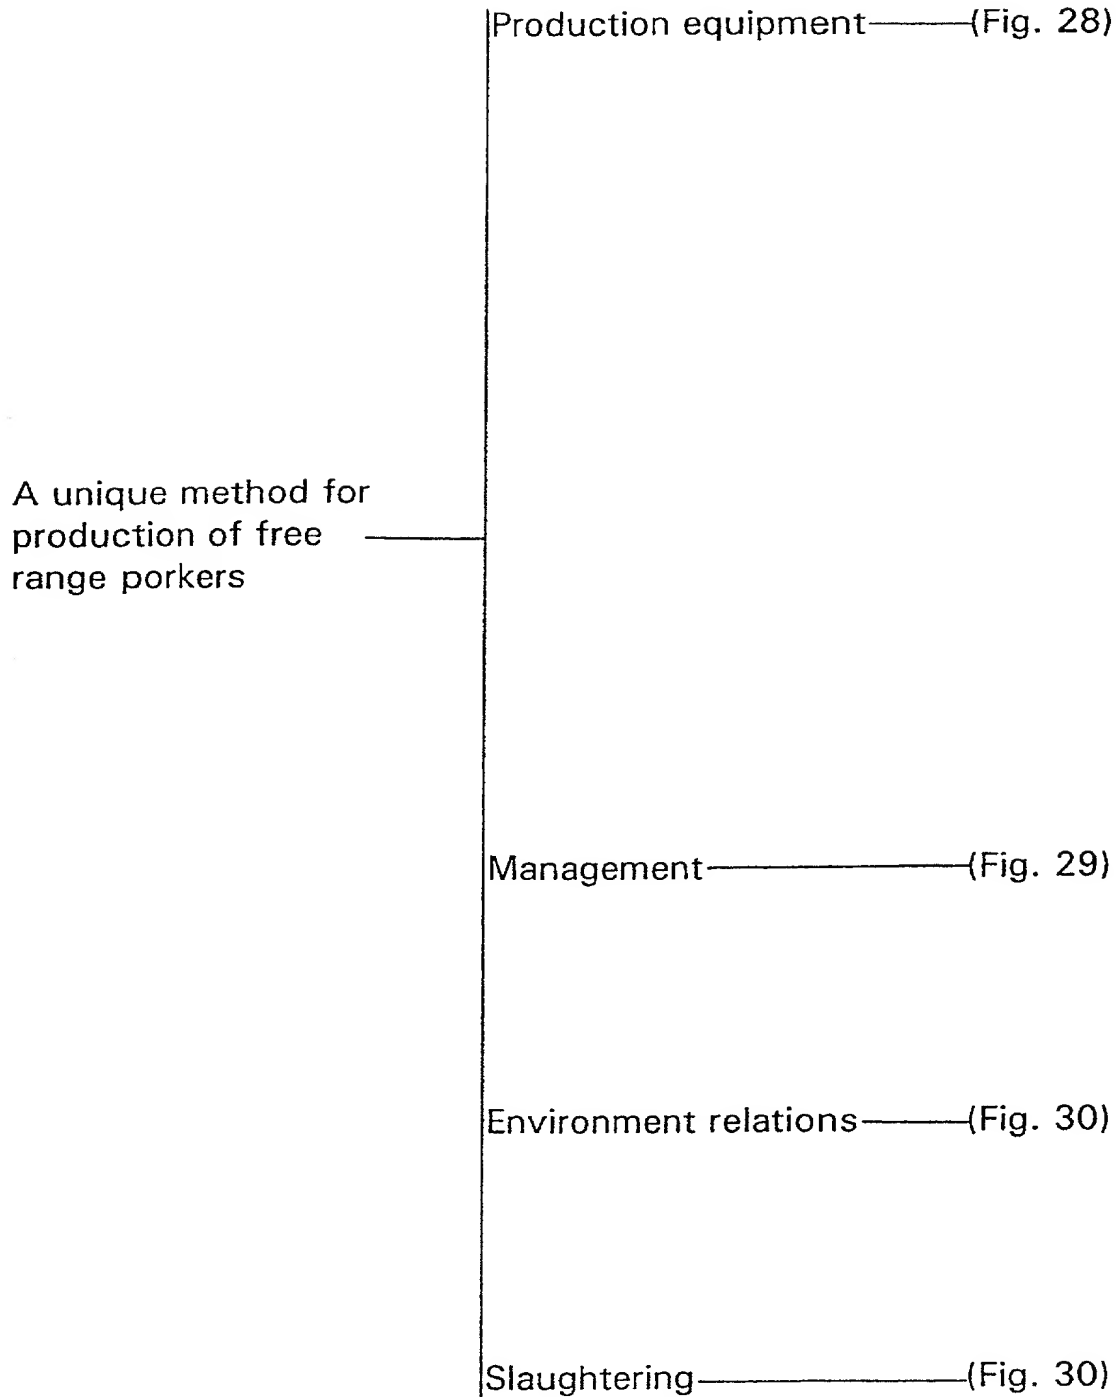 Production equipment (Fig. 28)
A unique method for
production of free
range porkers
Management (Fig. 29)
Environment relations (Fig. 30)
Slaughtering (Fig. 30)